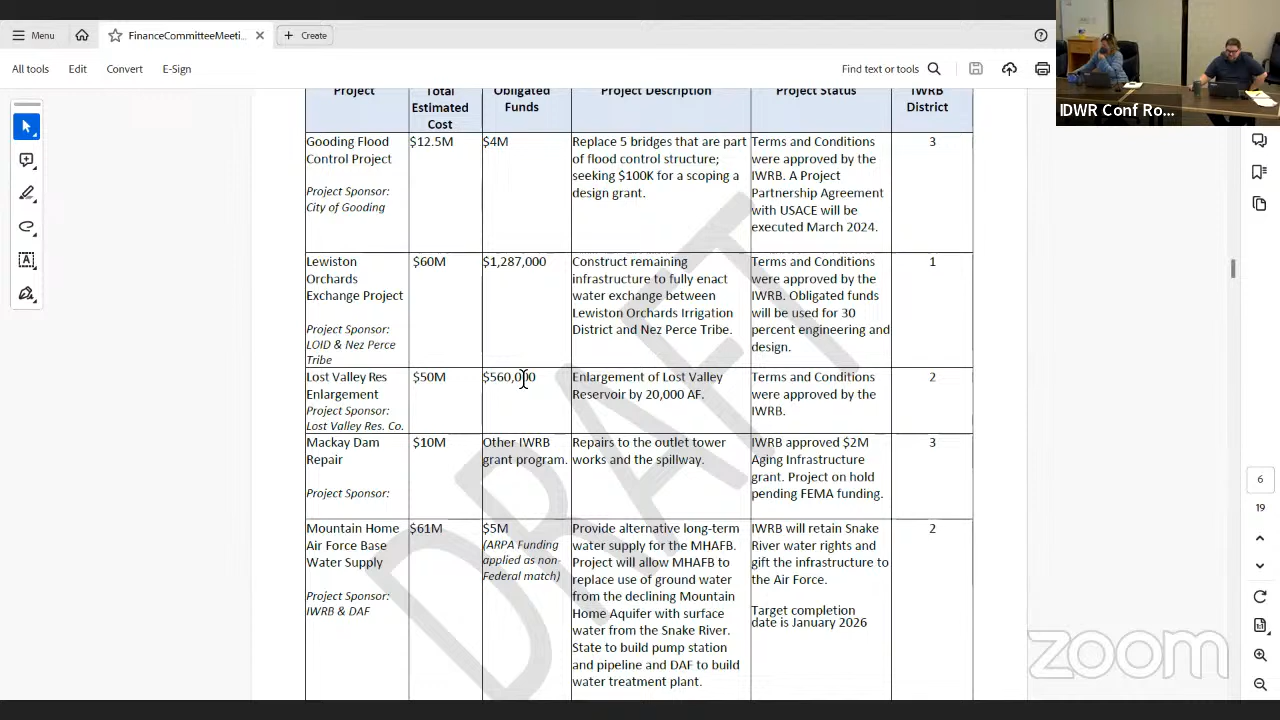 Menu
FinanceCommitteeMeeti...
Create
All tools
Edit
Convert
E-Sign
Find text or tools
IDWR Conf Ro...
Project
Total
Estimated
Cost
Obligated
Funds
Project Description
Project Status
IWRB
District
Gooding Flood
Control Project
Project Sponsor:
City of Gooding
$12.5M
$4M
Replace 5 bridges that are part
of flood control structure;
seeking $100K for a scoping a
design grant.
Terms and Conditions
were approved by the
IWRB. A Project
Partnership Agreement
with USACE will be
executed March 2024.
3
Lewiston
Orchards
Exchange Project
Project Sponsor:
LOID & Nez Perce
Tribe
$60M
$1,287,000
Construct remaining
infrastructure to fully enact
water exchange between
Lewiston Orchards Irrigation
District and Nez Perce Tribe.
Terms and Conditions
were approved by the
IWRB. Obligated funds
will be used for 30
percent engineering and
design.
1
Lost Valley Res
Enlargement
Project Sponsor:
Lost Valley Res. Co.
$50M
$560,000
Enlargement of Lost Valley
Reservoir by 20,000 AF.
Terms and Conditions
were approved by the
IWRB.
2
Mackay Dam
Repair
Project Sponsor:
$10M
Other IWRB
grant program.
Repairs to the outlet tower
works and the spillway.
IWRB approved $2M
Aging Infrastructure
grant. Project on hold
pending FEMA funding.
3
Mountain Home
Air Force Base
Water Supply
Project Sponsor:
IWRB & DAF
$61M
$5M
(ARPA Funding
applied as non-
Federal match)
Provide alternative long-term
water supply for the MHAFB.
Project will allow MHAFB to
replace use of ground water
from the declining Mountain
Home Aquifer with surface
water from the Snake River.
State to build pump station
and pipeline and DAF to build
water treatment plant.
IWRB will retain Snake
River water rights and
gift the infrastructure to
the Air Force.
Target completion
date is January 2026
2
DRAFT
6
19
zoom